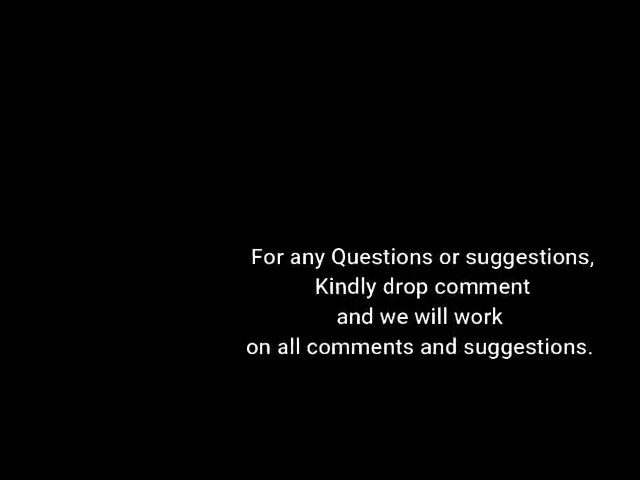 For any Questions or suggestions,
Kindly drop comment
and we will work
on all comments and suggestions.